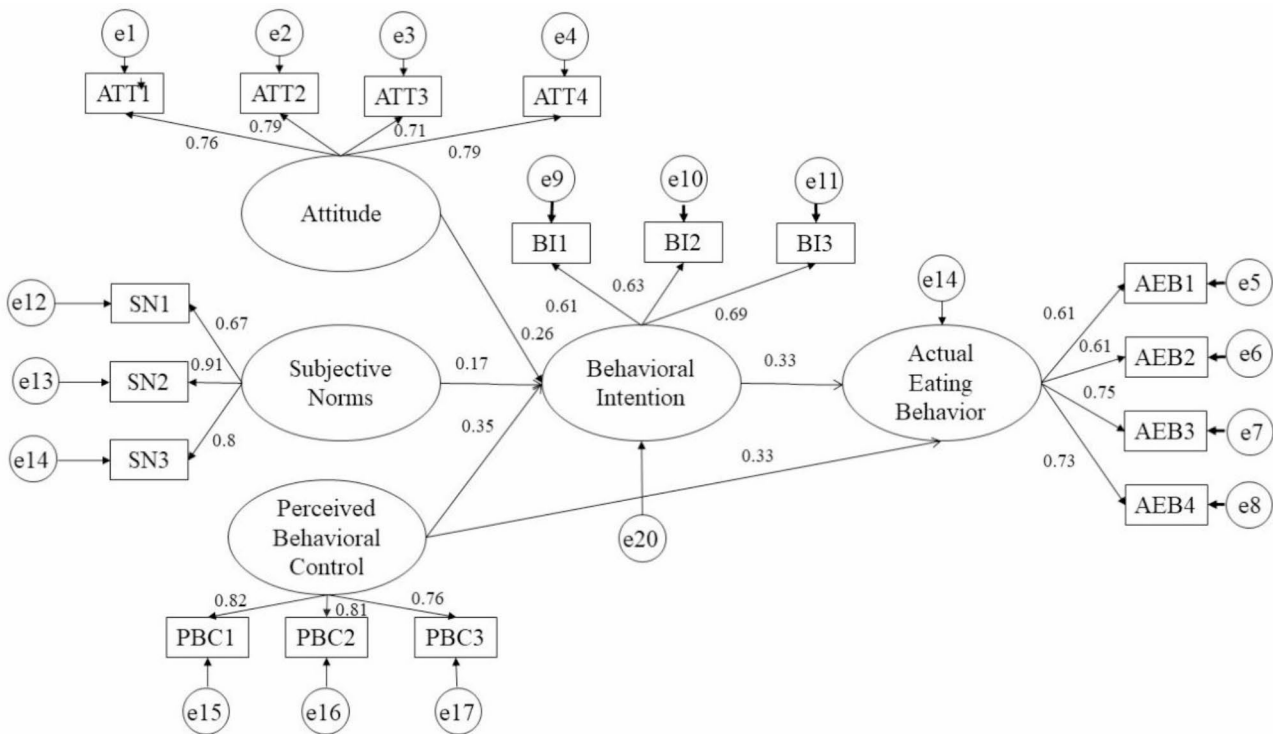 e1
e2
e3
e4
ATT1
ATT2
ATT3
ATT4
0.76
0.79
0.71
0.79
Attitude
e9
e10
e11
BI1
BI2
BI3
0.61
0.63
0.69
e12
SN1
0.67
e13
SN2
0.91
e14
SN3
0.8
Subjective
Norms
0.26
0.17
0.35
Behavioral
Intention
0.33
e14
Actual
Eating
Behavior
0.61
0.61
0.75
0.73
AEB1
e5
AEB2
e6
AEB3
e7
AEB4
e8
Perceived
Behavioral
Control
0.33
e20
0.82
0.81
0.76
PBC1
PBC2
PBC3
e15
e16
e17